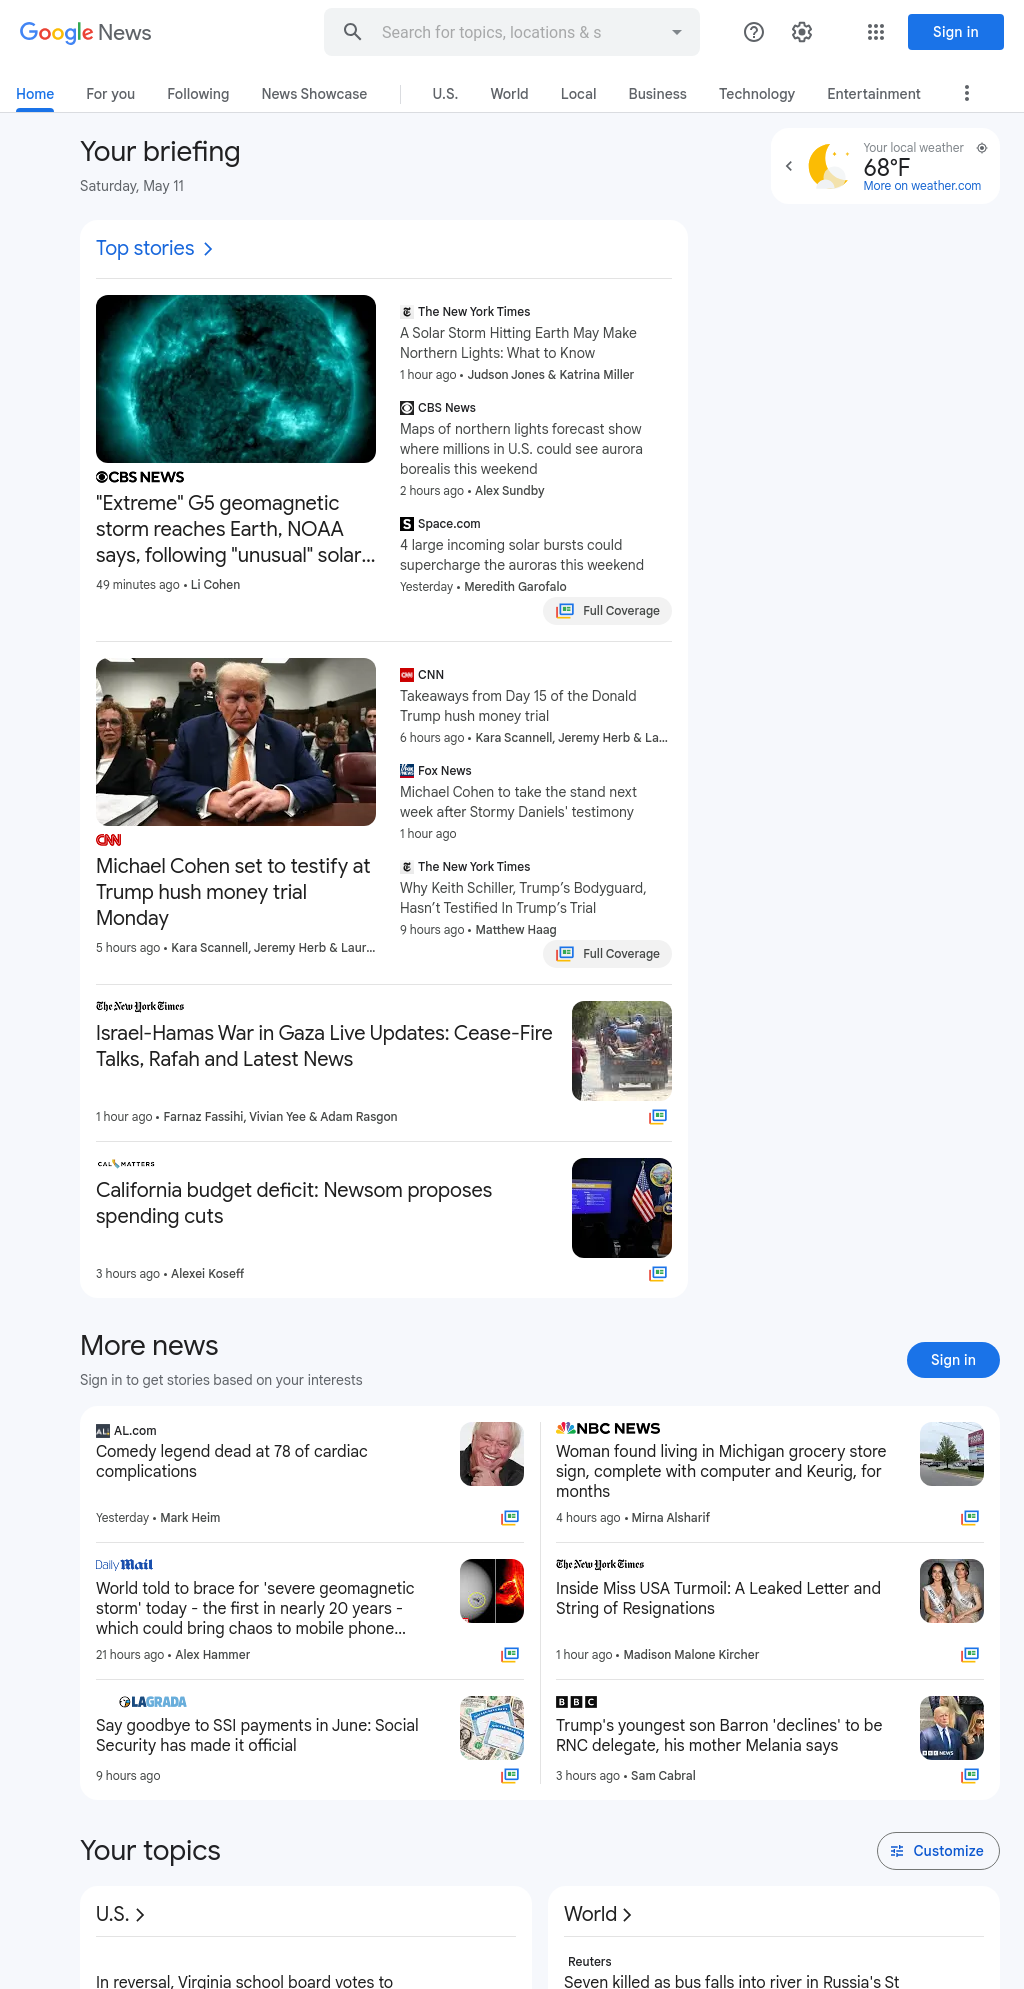 Google News
Search for topics, locations & s
Sign in
Home
For you
Following
News Showcase
U.S.
World
Local
Business
Technology
Entertainment
Your briefing
Saturday, May 11
Your local weather
68°F
More on weather.com
Top stories
CBS NEWS
"Extreme" G5 geomagnetic
storm reaches Earth, NOAA
says, following "unusual" solar...
49 minutes ago • Li Cohen
The New York Times
A Solar Storm Hitting Earth May Make
Northern Lights: What to Know
1 hour ago • Judson Jones & Katrina Miller
CBS News
Maps of northern lights forecast show
where millions in U.S. could see aurora
borealis this weekend
2 hours ago • Alex Sundby
Space.com
4 large incoming solar bursts could
supercharge the auroras this weekend
Yesterday • Meredith Garofalo
Full Coverage
CNN
Michael Cohen set to testify at
Trump hush money trial
Monday
5 hours ago • Kara Scannell, Jeremy Herb & Laur...
CNN
Takeaways from Day 15 of the Donald
Trump hush money trial
6 hours ago • Kara Scannell, Jeremy Herb & La...
Fox News
Michael Cohen to take the stand next
week after Stormy Daniels' testimony
1 hour ago
The New York Times
Why Keith Schiller, Trump’s Bodyguard,
Hasn’t Testified In Trump’s Trial
9 hours ago • Matthew Haag
Full Coverage
The New York Times
Israel-Hamas War in Gaza Live Updates: Cease-Fire
Talks, Rafah and Latest News
1 hour ago • Farnaz Fassihi, Vivian Yee & Adam Rasgon
CALMATTERS
California budget deficit: Newsom proposes
spending cuts
3 hours ago • Alexei Koseff
More news
Sign in to get stories based on your interests
Sign in
AL.com
Comedy legend dead at 78 of cardiac
complications
Yesterday • Mark Heim
NBC NEWS
Woman found living in Michigan grocery store
sign, complete with computer and Keurig, for
months
4 hours ago • Mirna Alsharif
Daily Mail
World told to brace for 'severe geomagnetic
storm' today - the first in nearly 20 years -
which could bring chaos to mobile phone...
21 hours ago • Alex Hammer
The New York Times
Inside Miss USA Turmoil: A Leaked Letter and
String of Resignations
1 hour ago • Madison Malone Kircher
LAGRADA
Say goodbye to SSI payments in June: Social
Security has made it official
9 hours ago
BBC
Trump's youngest son Barron 'declines' to be
RNC delegate, his mother Melania says
3 hours ago • Sam Cabral
BBC NEWS
Your topics
Customize
U.S.
In reversal, Virginia school board votes to
World
Reuters
Seven killed as bus falls into river in Russia's St